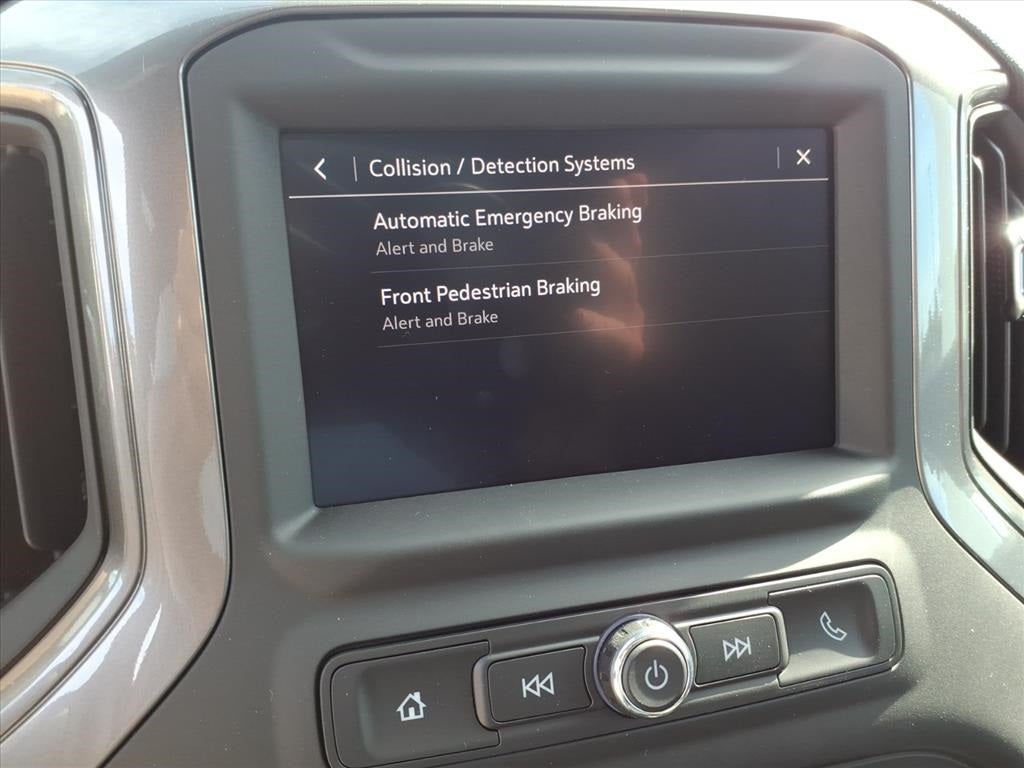 Collision / Detection Systems
Automatic Emergency Braking
Alert and Brake
Front Pedestrian Braking
Alert and Brake